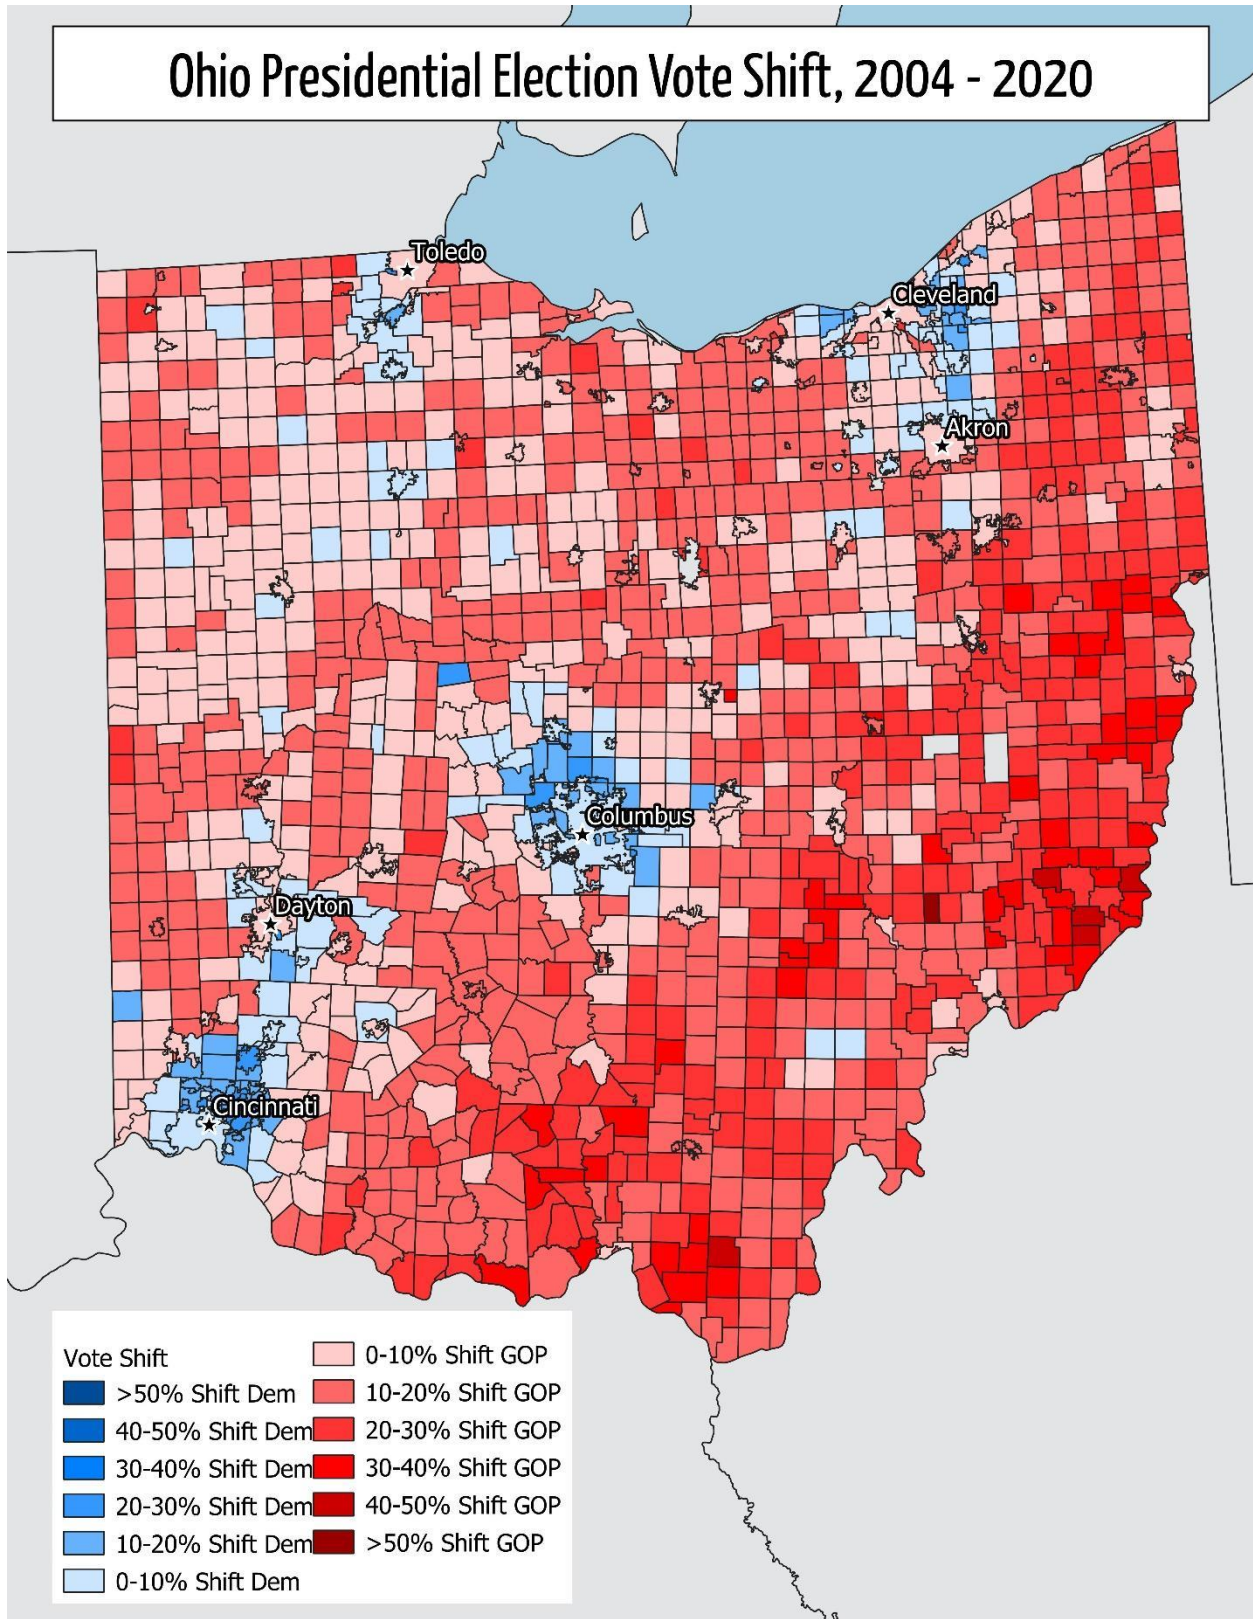 Ohio Presidential Election Vote Shift, 2004 - 2020
Toledo
Cleveland
Akron
Columbus
Dayton
Cincinnati
Vote Shift
>50% Shift Dem
40-50% Shift Dem
30-40% Shift Dem
20-30% Shift Dem
10-20% Shift Dem
0-10% Shift Dem
0-10% Shift GOP
10-20% Shift GOP
20-30% Shift GOP
30-40% Shift GOP
40-50% Shift GOP
>50% Shift GOP